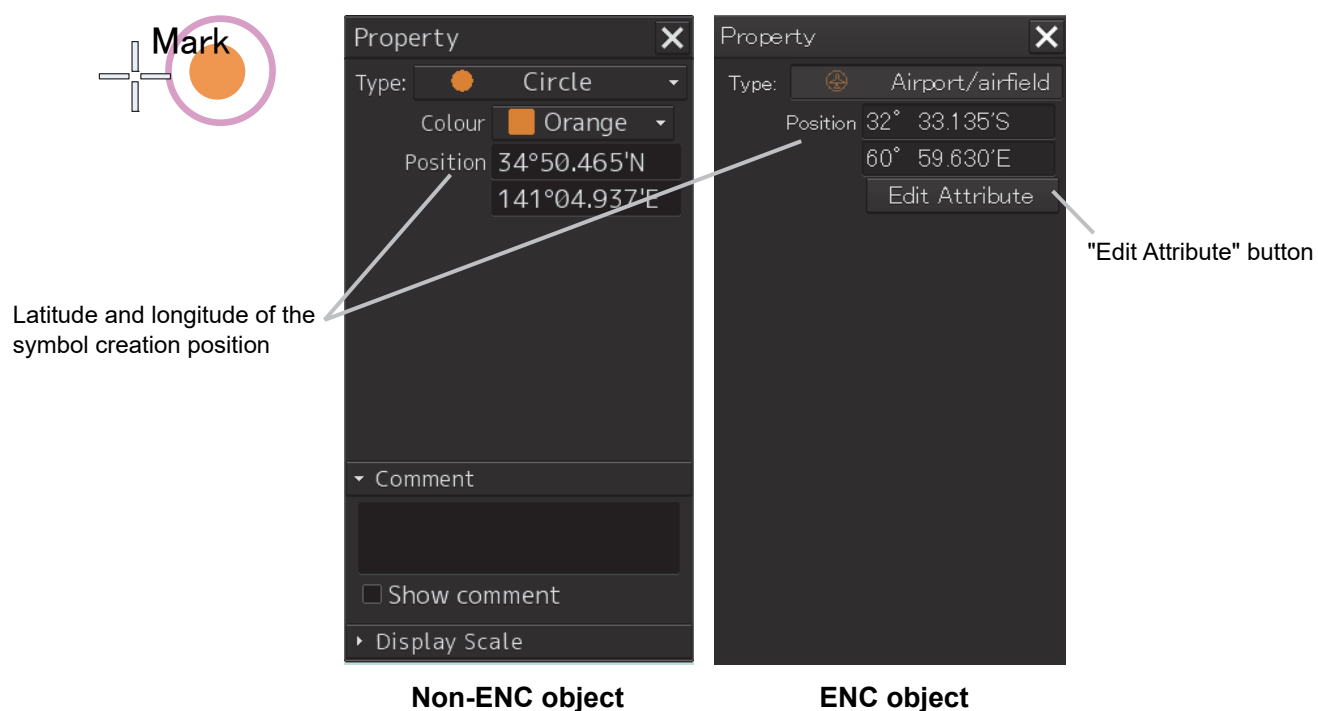 Mark
Property
Type: Circle
Colour Orange
Position 34°50.465'N
141°04.937'E
Comment
Show comment
Display Scale
Non-ENC object
Property
Type: Airport/airfield
Position 32° 33.135'S
60° 59.630'E
Edit Attribute
ENC object
"Edit Attribute" button
Latitude and longitude of the
symbol creation position